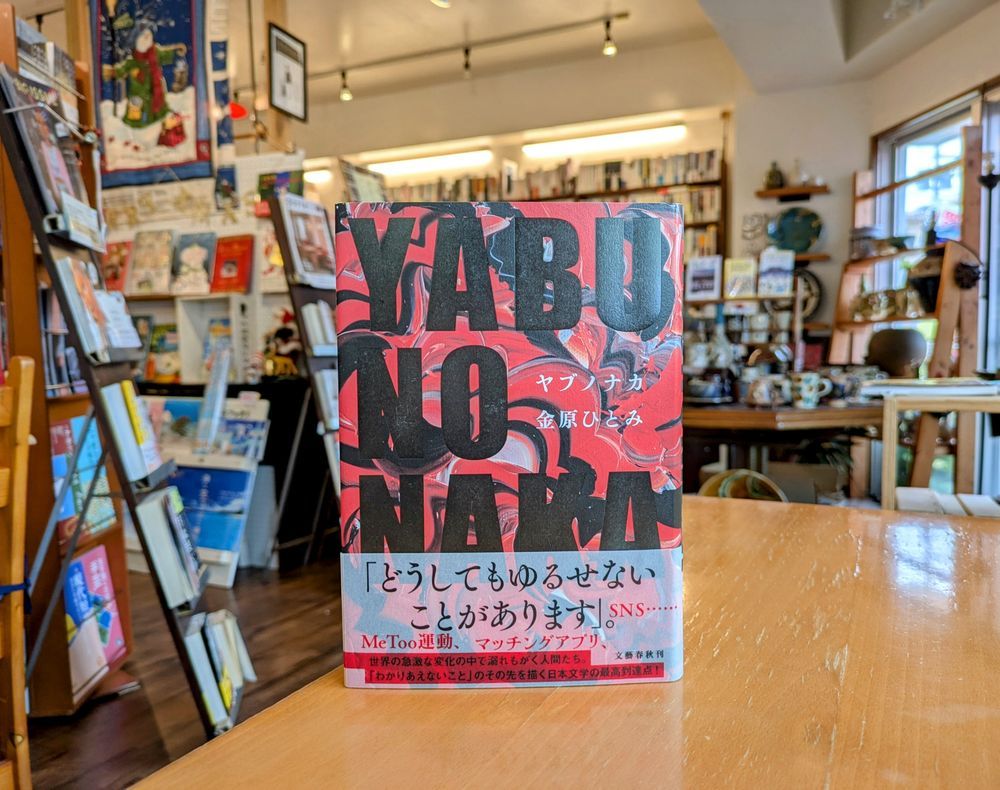 YABU
NO
NAKA
ヤブノナカ
金原ひとみ
「どうしてもゆるせない
ことがあります」。SNS……
MeToo運動、マッチングアプリ、
文藝春秋刊
世界の急激な変化の中で溺れもがく人間たち。
「わかりあえないこと」のその先を描く日本文学の最高到達点！